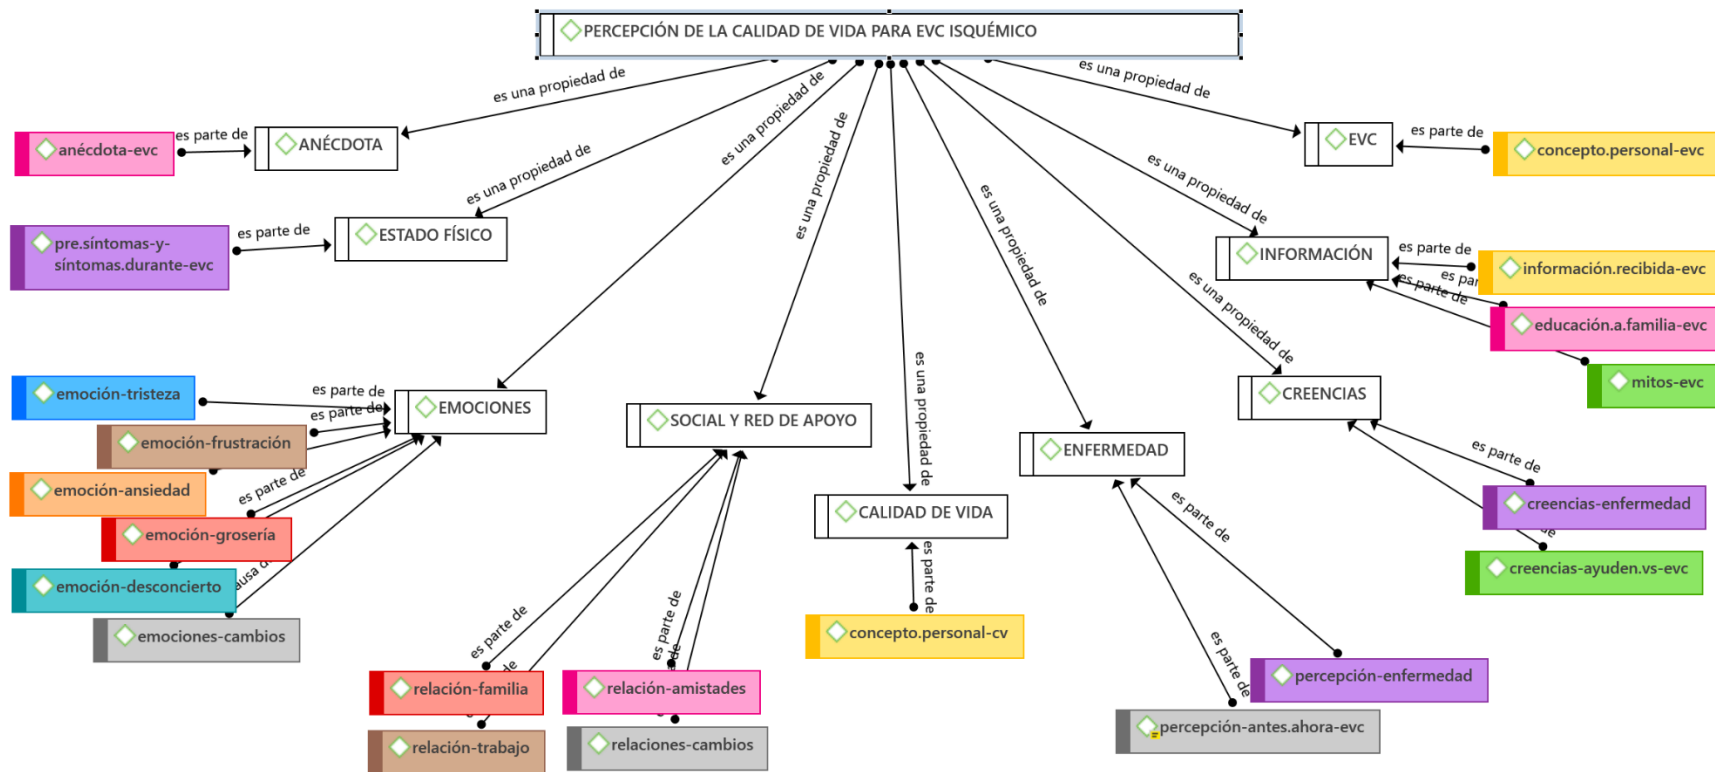 PERCEPCIÓN DE LA CALIDAD DE VIDA PARA EVC ISQUÉMICO
es una propiedad de
es una propiedad de
es una propiedad de
es una propiedad de
es una propiedad de
es una propiedad de
es una propiedad de
es una propiedad de
es una propiedad de
anécdota-evc
es parte de
ANÉCDOTA
EVC
es parte de
concepto.personal-evc
pre.síntomas-y-
síntomas.durante-evc
es parte de
ESTADO FÍSICO
INFORMACIÓN
es parte de
información.recibida-evc
es par
es parte de
educación.a.familia-evc
mitos-evc
emoción-tristeza
es parte de
EMOCIONES
es parte de
emoción-frustración
emoción-ansiedad
es parte de
emoción-grosería
emoción-desconcierto
ausa d
emociones-cambios
SOCIAL Y RED DE APOYO
es parte de
de
relación-familia
relación-trabajo
es parte de
de
relación-amistades
relaciones-cambios
CALIDAD DE VIDA
es parte de
concepto.personal-cv
ENFERMEDAD
es parte de
es parte de
percepción-enfermedad
percepción-antes.ahora-evc
CREENCIAS
es parte de
creencias-enfermedad
de
creencias-ayuden.vs-evc